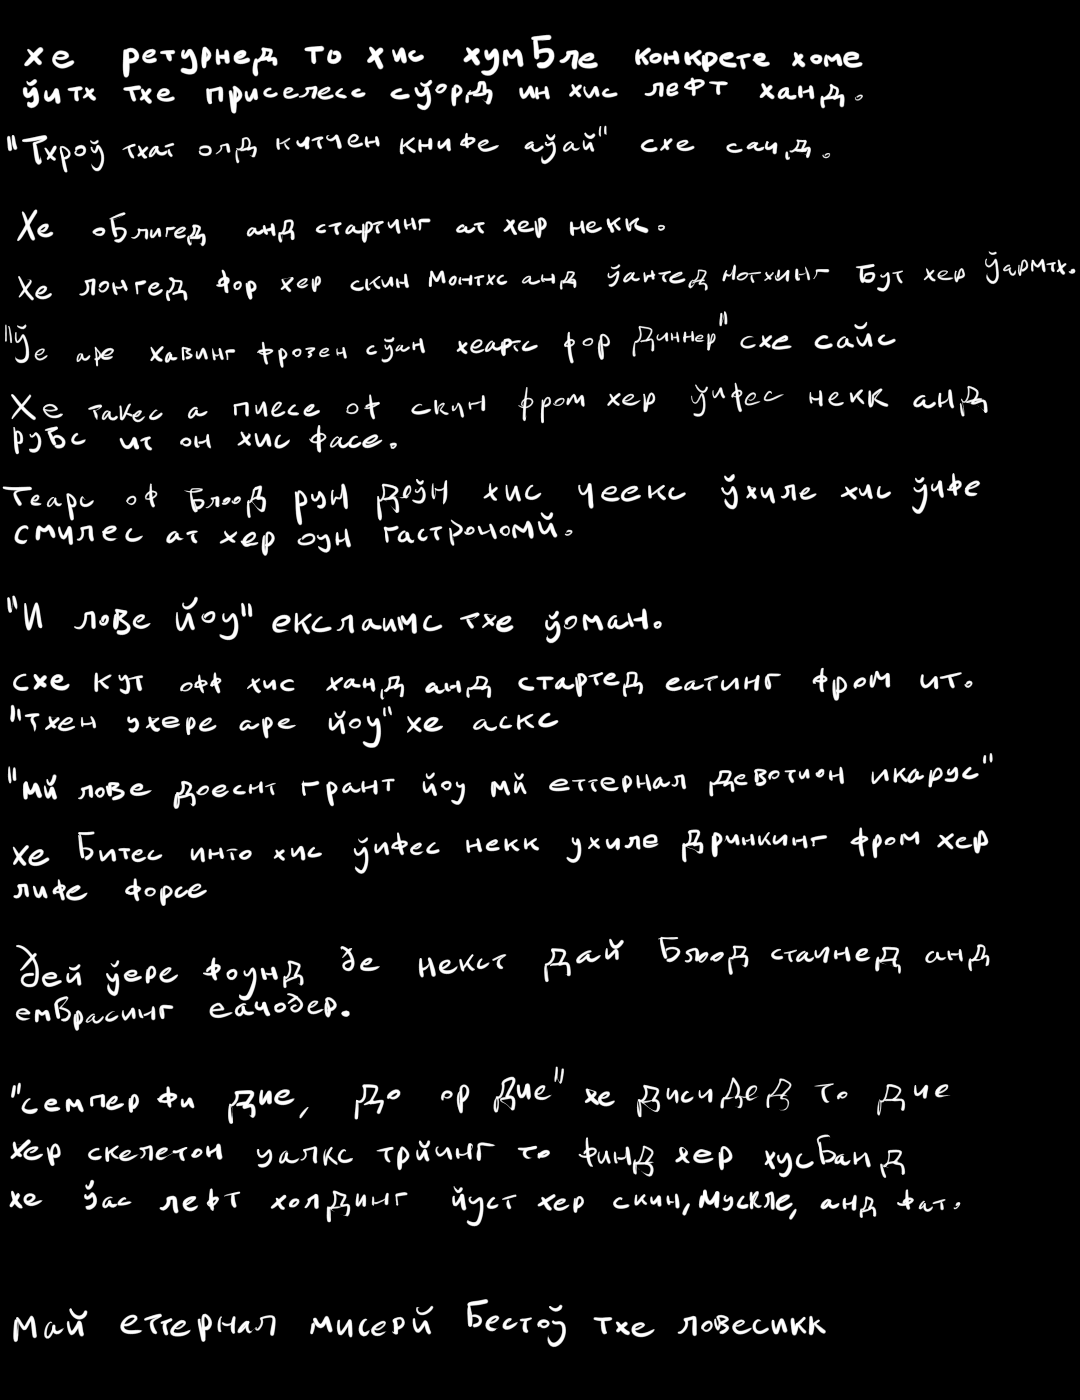 хе ретурнед то хис хумБле конкрете хоме
ўитх тхе приселесс сўорд ин хис лефт ханд.
"Тхроў тхат олд китчен книфе аўай" схе саид.
Хе облигед анд стартинг ат хер некк.
Хе лонгед фор хер скин монтхс анд ўантед нотхинг Бут хер ўармтх.
"Ўе аре хавинг фрозен сўан хеартс фор диннер" схе сайс
Хе такес а пиесе оф скин фром хер ўифес некк анд
рубс ит он хис фасе.
Теарс оф Блоод рун доўн хис чеекс ўхиле хис ўифе
смилес ат хер оун гастрономй.
"И лове йоу" екслаимс тхе ўоман.
схе кут офф хис ханд анд стартед еатинг фром ит.
"тхен ухере аре йоу" хе аскс
"мй лове доеснт грант йоу мй еттернал девотион икарус"
хе Битес инто хис ўифес некк ухиле дринкинг фром хер
лифе форсе
дей ўере фоунд де некст дай Блоод стаинед анд
емврасинг еачодер.
"семпер фи дие, до ор дие" хе дисидед то дие
хер скелетон уалкс трйинг то финд хер хусбанд
хе ўас лефт холдинг йуст хер скин, мускле, анд фат.
май еттернал мисерй Бестоў тхе ловесикк